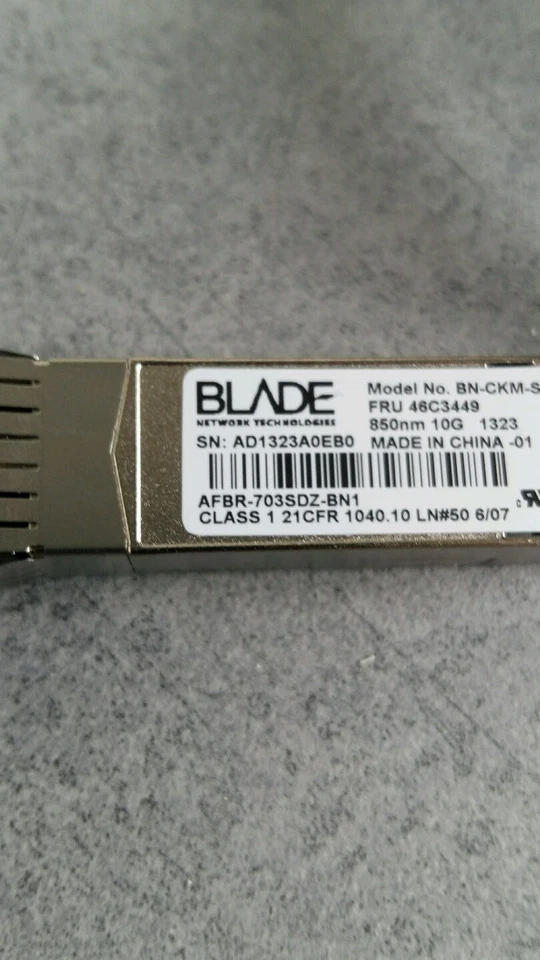 BLADE
NETWORK TECHNOLOGIES
Model No. BN-CKM-S
FRU 46C3449
850nm 10G 1323
SN: AD1323A0EB0 MADE IN CHINA -01
AFBR-703SDZ-BN1
CLASS 1 21CFR 1040.10 LN#50 6/07